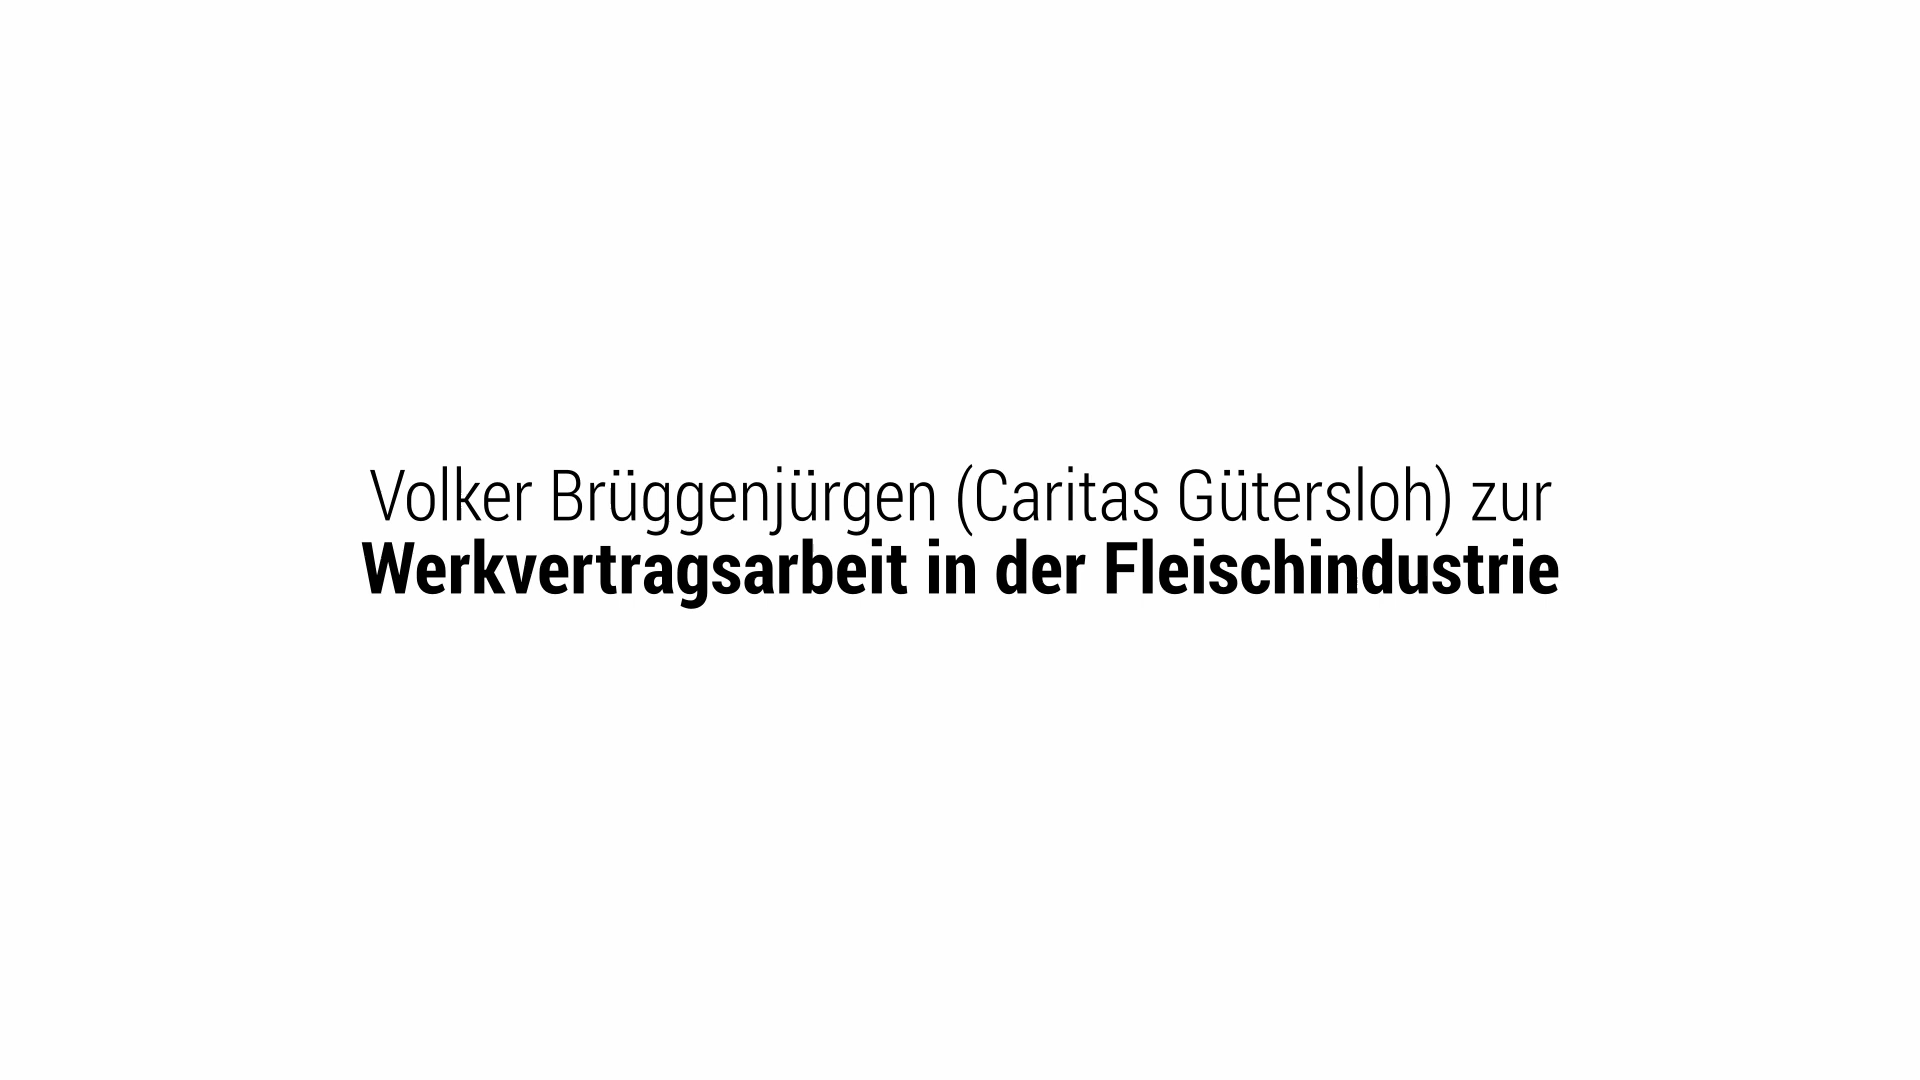 Volker Brüggenjürgen (Caritas Gütersloh) zur
Werkvertragsarbeit in der Fleischindustrie